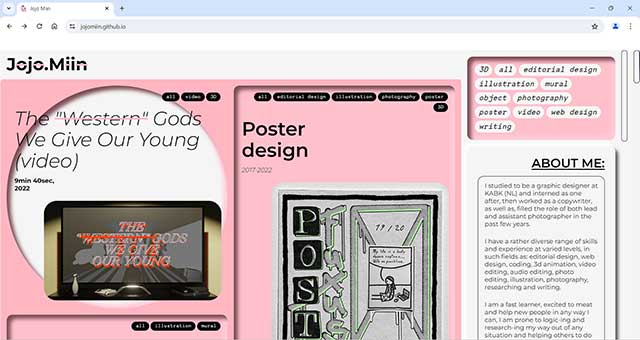 Jojo Miin
jojomiin.github.io
Jojo.Miin
all video 3D
The "Western" Gods
We Give Our Young
(video)
9min 40sec,
2022
THE
"WESTERN" GODS
WE GIVE
OUR YOUNG
all illustration mural
all editorial design illustration photography poster
3D
Poster
design
2017-2022
POST
19 / 20
3D all editorial design
illustration mural
object photography
poster video web design
writing
ABOUT ME:
I studied to be a graphic designer at
KABK (NL) and interned as one
after, then worked as a copywriter,
as well as, filled the role of both lead
and assistant photographer in the
past few years.
I have a rather diverse range of skills
and experience at varied levels, in
such fields as: editorial design, web
design, coding, 3d animation, video
editing, audio editing, photo
editing, illustration, photography,
researching and writing.
I am a fast learner, excited to meet
and help new people in any way I
can, I am prone to logic-ing and
research-ing my way out of any
situation and helping others to do